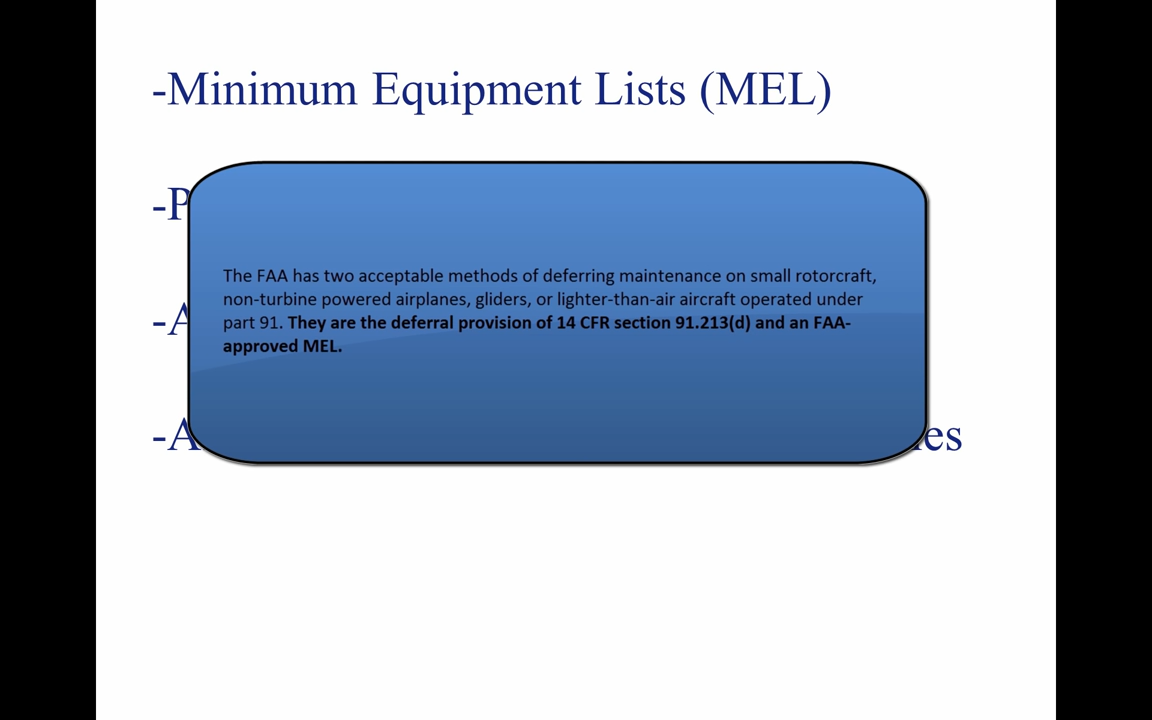 -Minimum Equipment Lists (MEL)
-P
The FAA has two acceptable methods of deferring maintenance on small rotorcraft,
non-turbine powered airplanes, gliders, or lighter-than-air aircraft operated under
part 91. They are the deferral provision of 14 CFR section 91.213(d) and an FAA-
approved MEL.
-A
-A
es